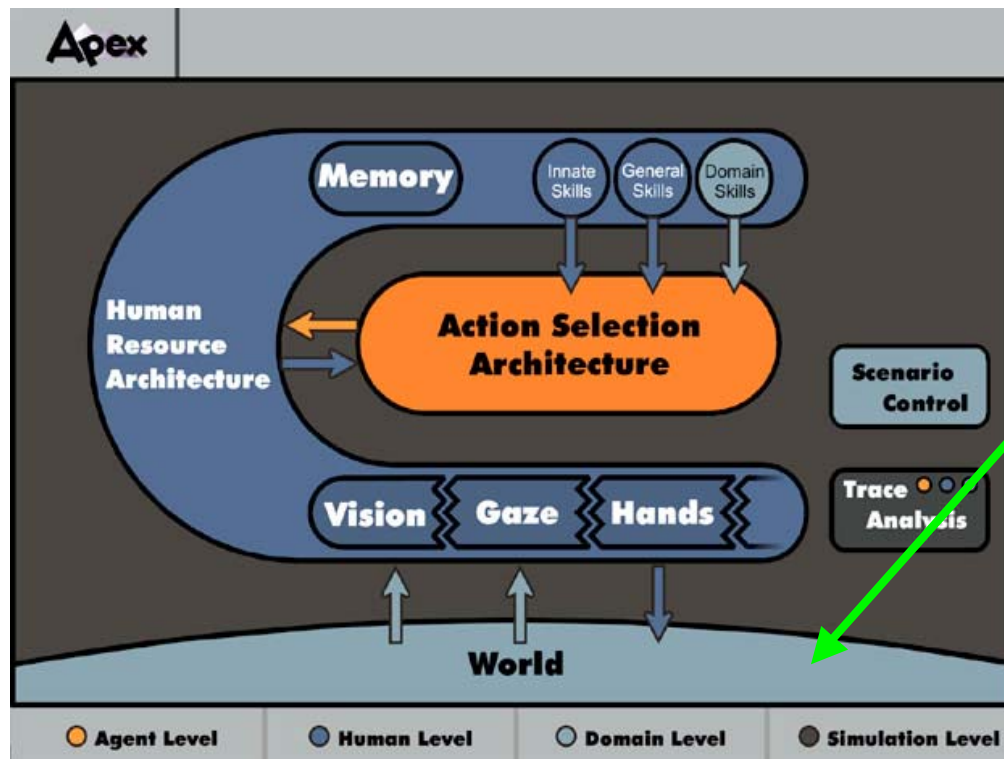 Apex
Memory
Innate
Skills
General
Skills
Domain
Skills
Human
Resource
Architecture
Action Selection
Architecture
Scenario
Control
Trace
Analysis
Vision
Gaze
Hands
World
Agent Level
Human Level
Domain Level
Simulation Level